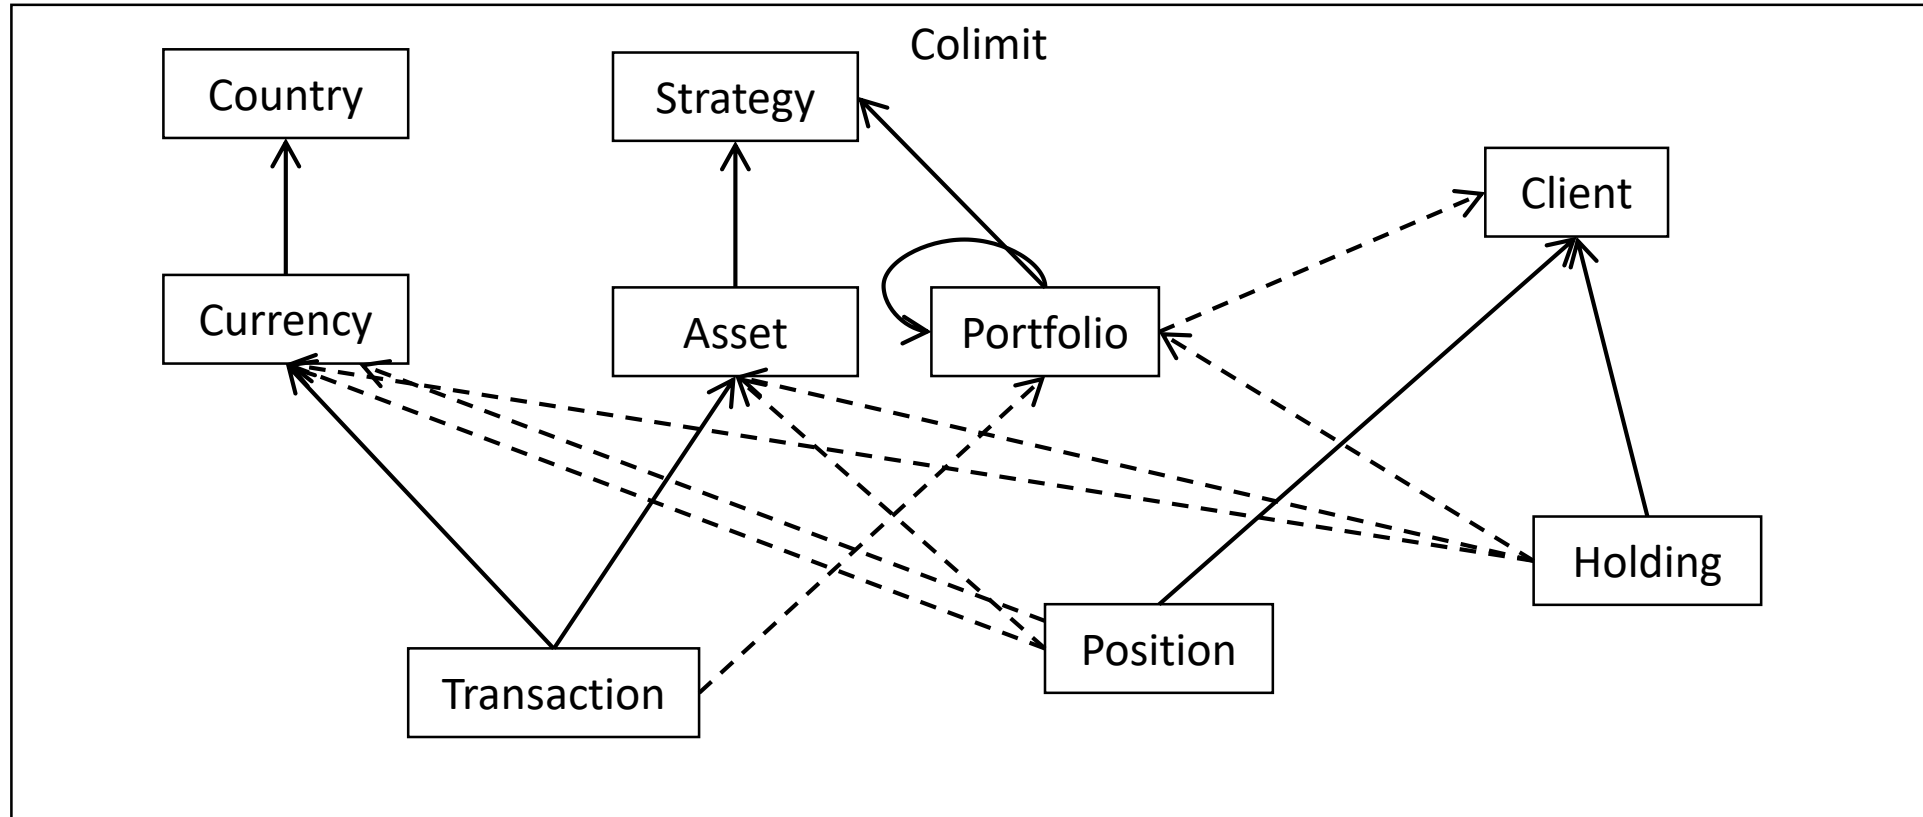 Colimit
Country
Strategy
Client
Currency
Asset
Portfolio
Holding
Position
Transaction